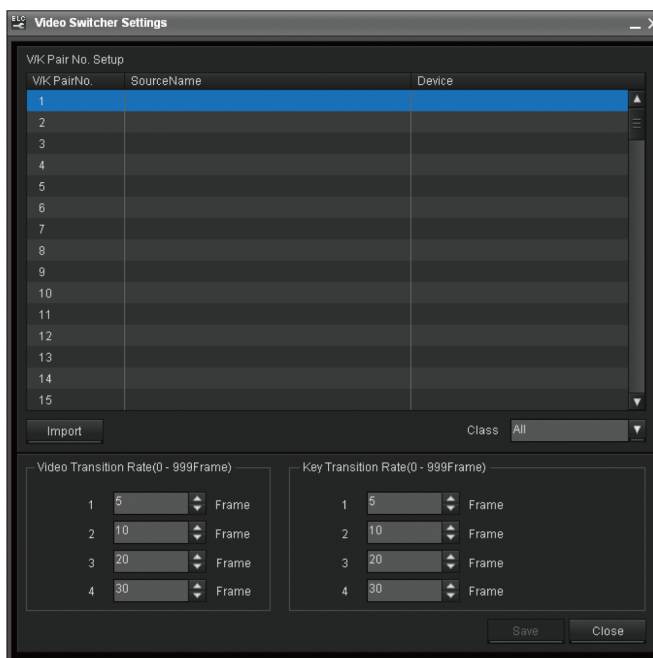 ELC Video Switcher Settings
V/K Pair No. Setup
V/K PairNo. SourceName Device
1
2
3
4
5
6
7
8
9
10
11
12
13
14
15
Import Class All
Video Transition Rate(0 - 999Frame) Key Transition Rate(0 - 999Frame)
1 5 Frame 1 5 Frame
2 10 Frame 2 10 Frame
3 20 Frame 3 20 Frame
4 30 Frame 4 30 Frame
Save Close